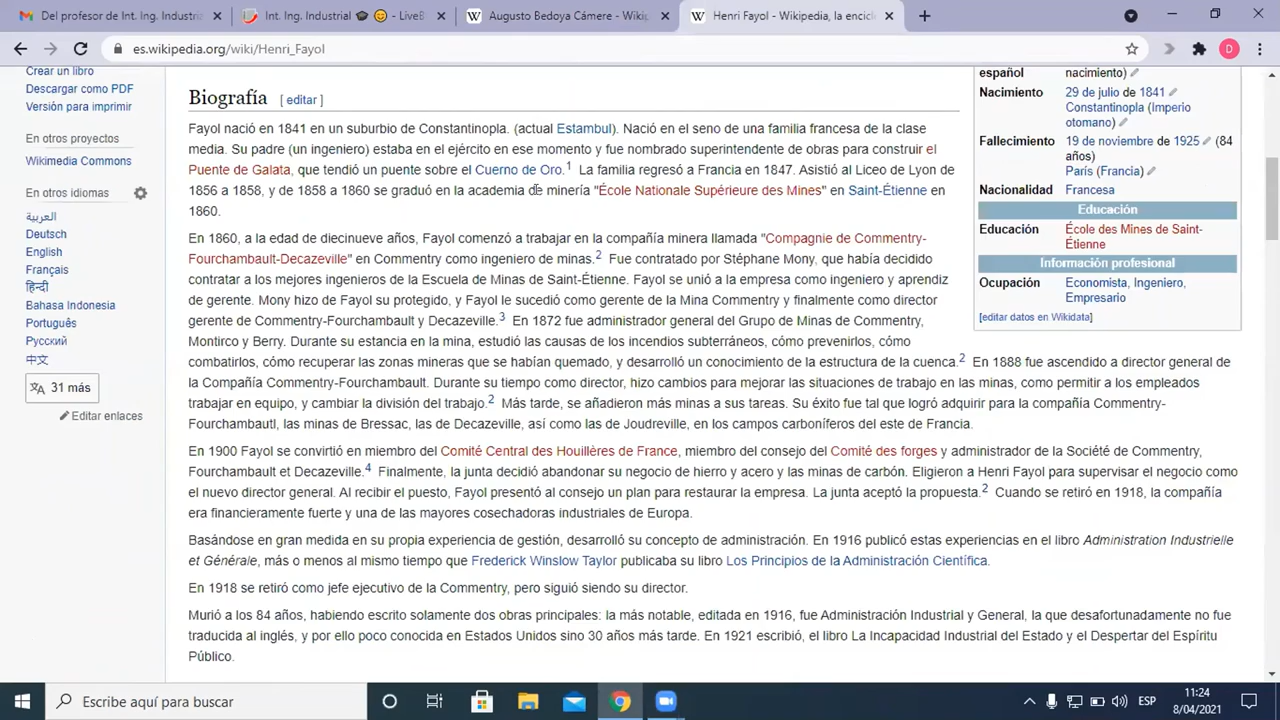 Del profesor de Int. Ing. Industria
Int. Ing. Industrial 🎓 😊 - LiveB
Augusto Bedoya Cámere - Wikip
Henri Fayol - Wikipedia, la encicl
es.wikipedia.org/wiki/Henri_Fayol
D
Crear un libro
Descargar como PDF
Versión para imprimir
En otros proyectos
Wikimedia Commons
En otros idiomas
العربية
Deutsch
English
Français
हिन्दी
Bahasa Indonesia
Português
Русский
中文
31 más
Editar enlaces
Biografía [ editar ]
Fayol nació en 1841 en un suburbio de Constantinopla. (actual Estambul). Nació en el seno de una familia francesa de la clase
media. Su padre (un ingeniero) estaba en el ejército en ese momento y fue nombrado superintendente de obras para construir el
Puente de Galata, que tendió un puente sobre el Cuerno de Oro.1 La familia regresó a Francia en 1847. Asistió al Liceo de Lyon de
1856 a 1858, y de 1858 a 1860 se graduó en la academia de minería "École Nationale Supérieure des Mines" en Saint-Étienne en
1860.
En 1860, a la edad de diecinueve años, Fayol comenzó a trabajar en la compañía minera llamada "Compagnie de Commentry-
Fourchambault-Decazeville" en Commentry como ingeniero de minas.2 Fue contratado por Stéphane Mony, que había decidido
contratar a los mejores ingenieros de la Escuela de Minas de Saint-Étienne. Fayol se unió a la empresa como ingeniero y aprendiz
de gerente. Mony hizo de Fayol su protegido, y Fayol le sucedió como gerente de la Mina Commentry y finalmente como director
gerente de Commentry-Fourchambault y Decazeville.3 En 1872 fue administrador general del Grupo de Minas de Commentry,
Montirco y Berry. Durante su estancia en la mina, estudió las causas de los incendios subterráneos, cómo prevenirlos, cómo
combatirlos, cómo recuperar las zonas mineras que se habían quemado, y desarrolló un conocimiento de la estructura de la cuenca.2 En 1888 fue ascendido a director general de
la Compañía Commentry-Fourchambault. Durante su tiempo como director, hizo cambios para mejorar las situaciones de trabajo en las minas, como permitir a los empleados
trabajar en equipo, y cambiar la división del trabajo.2 Más tarde, se añadieron más minas a sus tareas. Su éxito fue tal que logró adquirir para la compañía Commentry-
Fourchambautl, las minas de Bressac, las de Decazeville, así como las de Joudreville, en los campos carboníferos del este de Francia.
En 1900 Fayol se convirtió en miembro del Comité Central des Houillères de France, miembro del consejo del Comité des forges y administrador de la Société de Commentry,
Fourchambault et Decazeville.4 Finalmente, la junta decidió abandonar su negocio de hierro y acero y las minas de carbón. Eligieron a Henri Fayol para supervisar el negocio como
el nuevo director general. Al recibir el puesto, Fayol presentó al consejo un plan para restaurar la empresa. La junta aceptó la propuesta.2 Cuando se retiró en 1918, la compañía
era financieramente fuerte y una de las mayores cosechadoras industriales de Europa.
Basándose en gran medida en su propia experiencia de gestión, desarrolló su concepto de administración. En 1916 publicó estas experiencias en el libro Administration Industrielle
et Générale, más o menos al mismo tiempo que Frederick Winslow Taylor publicaba su libro Los Principios de la Administración Científica.
En 1918 se retiró como jefe ejecutivo de la Commentry, pero siguió siendo su director.
Murió a los 84 años, habiendo escrito solamente dos obras principales: la más notable, editada en 1916, fue Administración Industrial y General, la que desafortunadamente no fue
traducida al inglés, y por ello poco conocida en Estados Unidos sino 30 años más tarde. En 1921 escribió, el libro La Incapacidad Industrial del Estado y el Despertar del Espíritu
Público.
español nacimiento)
Nacimiento 29 de julio de 1841
Constantinopla (Imperio
otomano)
Fallecimiento 19 de noviembre de 1925 (84
años)
París (Francia)
Nacionalidad Francesa
Educación
Educación École des Mines de Saint-
Étienne
Información profesional
Ocupación Economista, Ingeniero,
Empresario
[editar datos en Wikidata]
Escribe aquí para buscar
ESP
11:24
8/04/2021